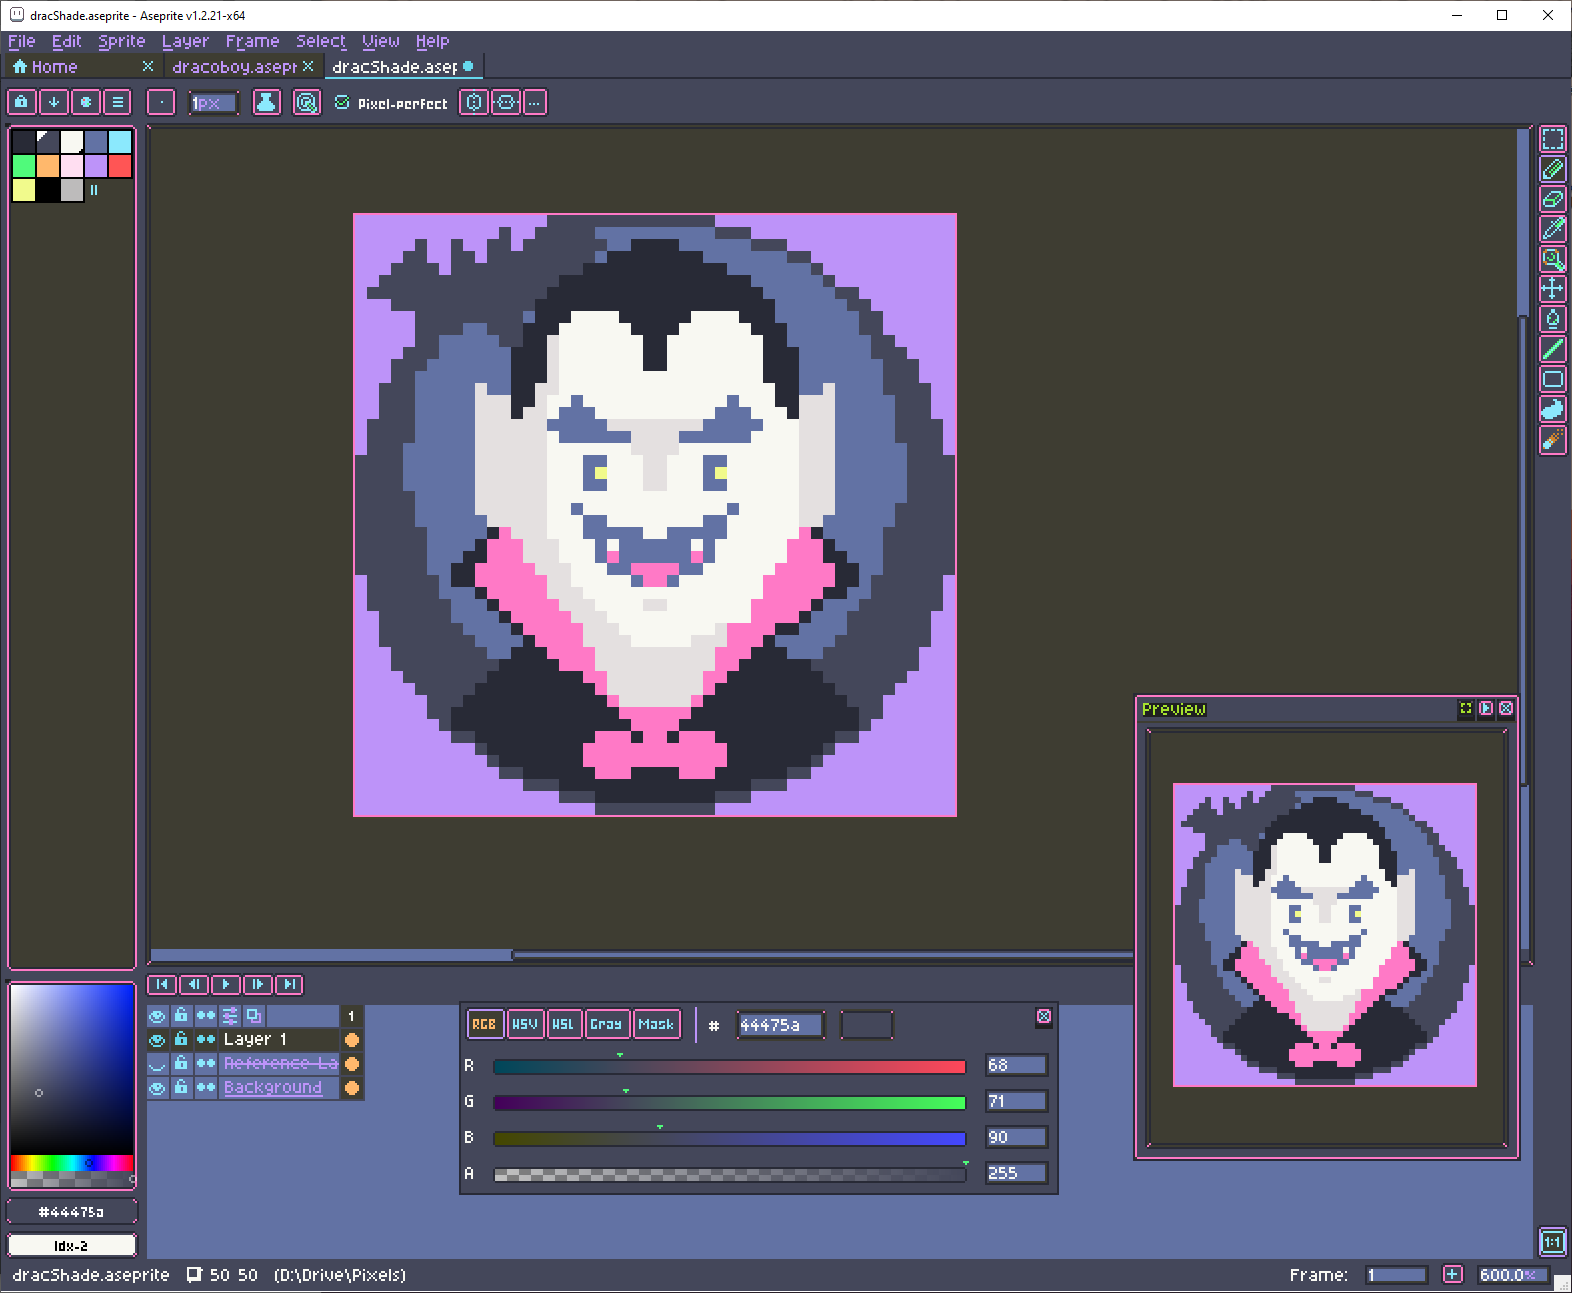 dracShade.aseprite - Aseprite v1.2.21-x64
File Edit Sprite Layer Frame Select View Help
Home
dracoboy.asepr
dracShade.asep
1px
Pixel-perfect
Preview
1
Layer 1
Reference La
Background
RGB HSV HSL Gray Mask # 44475a
R 68
G 71
B 90
A 255
#44475a
Idx-2
1:1
dracShade.aseprite 50 50 (D:\Drive\Pixels)
Frame: 1 600.0%